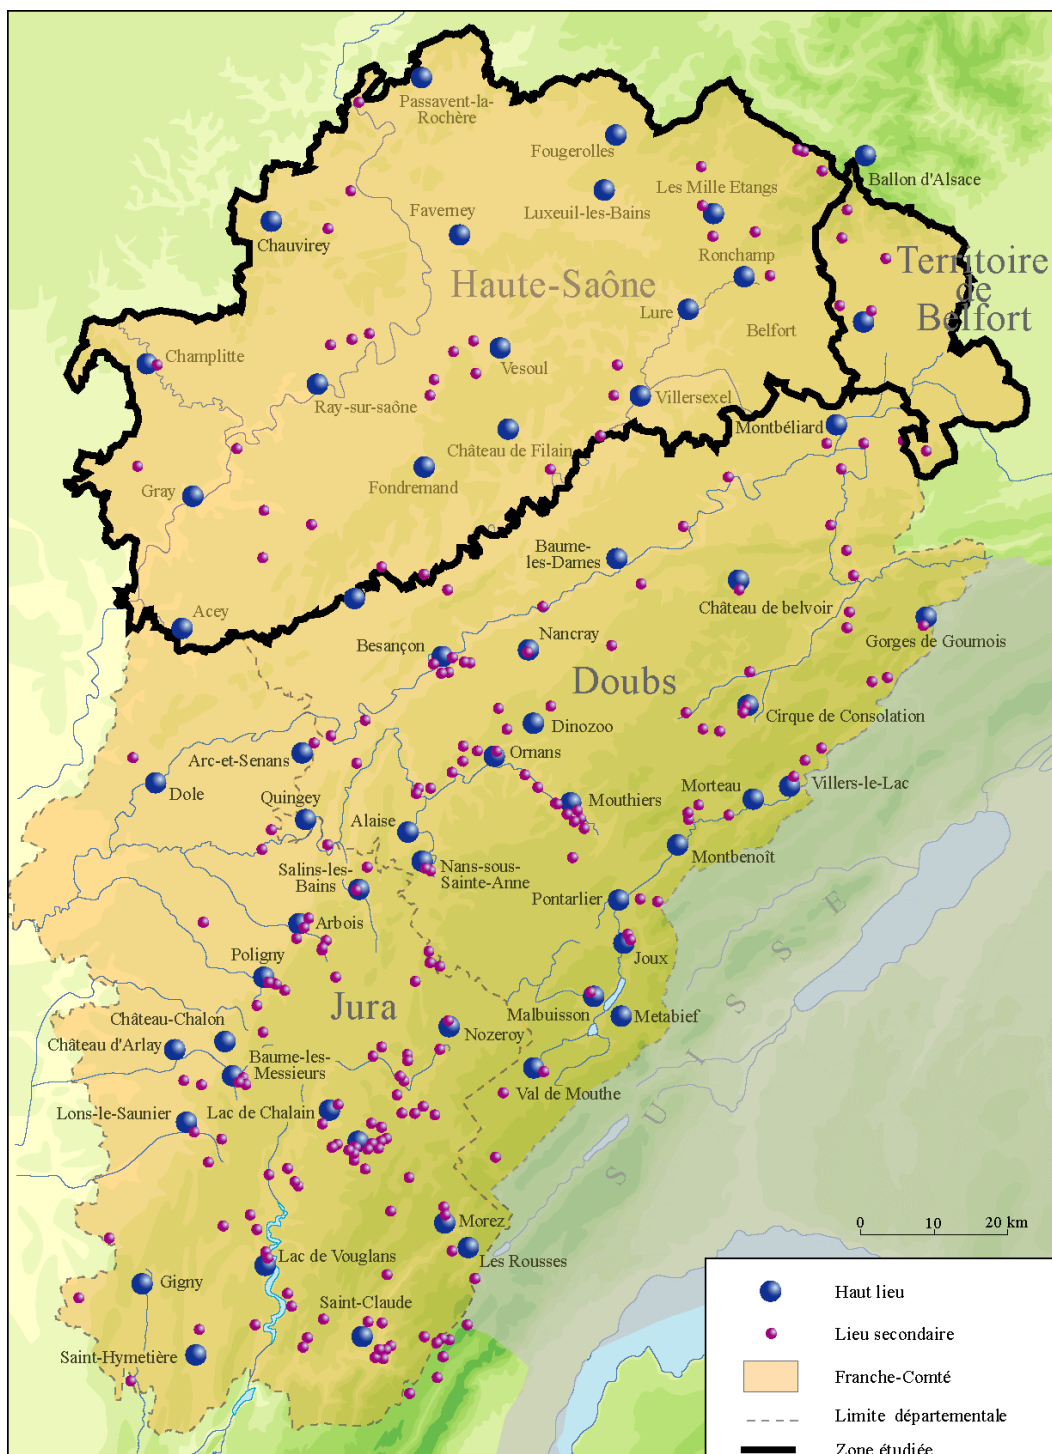 Passavent-la-
Rochère
Fougerolles
Ballon d'Alsace
Les Mille Etangs
Luxeuil-les-Bains
Faverney
Chauvirey
Ronchamp
Haute-Saône
Territoire
de
Belfort
Lure
Belfort
Champlitte
Vesoul
Ray-sur-saône
Villersexel
Montbéliard
Château de Filain
Fondremand
Gray
Baume-
les-Dames
Château de belvoir
Acey
Gorges de Goumois
Besançon
Nancray
Doubs
Cirque de Consolation
Dinozoo
Arc-et-Senans
Ornans
Dole
Morteau
Villers-le-Lac
Quingey
Mouthiers
Alaise
Montbenoît
Nans-sous-
Sainte-Anne
Salins-les-
Bains
Pontarlier
Arbois
Joux
Poligny
Jura
Malbuisson
Metabief
Château-Chalon
Nozeroy
Château d'Arlay
Baume-les-
Messieurs
Val de Mouthe
Lons-le-Saunier
Lac de Chalain
SUISSE
Morez
Les Rousses
Lac de Vouglans
Gigny
Saint-Claude
Saint-Hymetière
0 10 20 km
Haut lieu
Lieu secondaire
Franche-Comté
Limite départementale
Zone étudiée